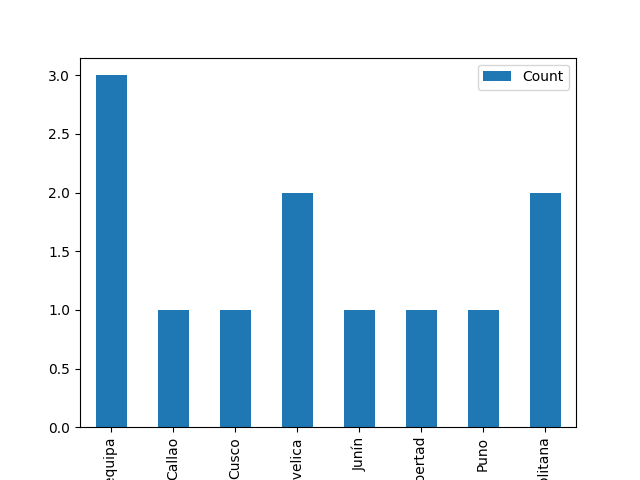 Count
3.0
2.5
2.0
1.5
1.0
0.5
0.0
equipa
Callao
Cusco
velica
Junín
bertad
Puno
olitana